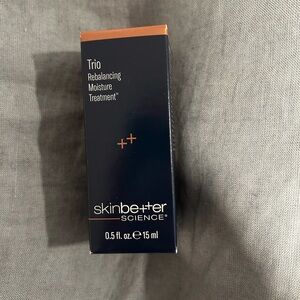 Trio
Rebalancing
Moisture
Treatment™
skinbetter
SCIENCE®
0.5 fl. oz. ℮ 15 ml